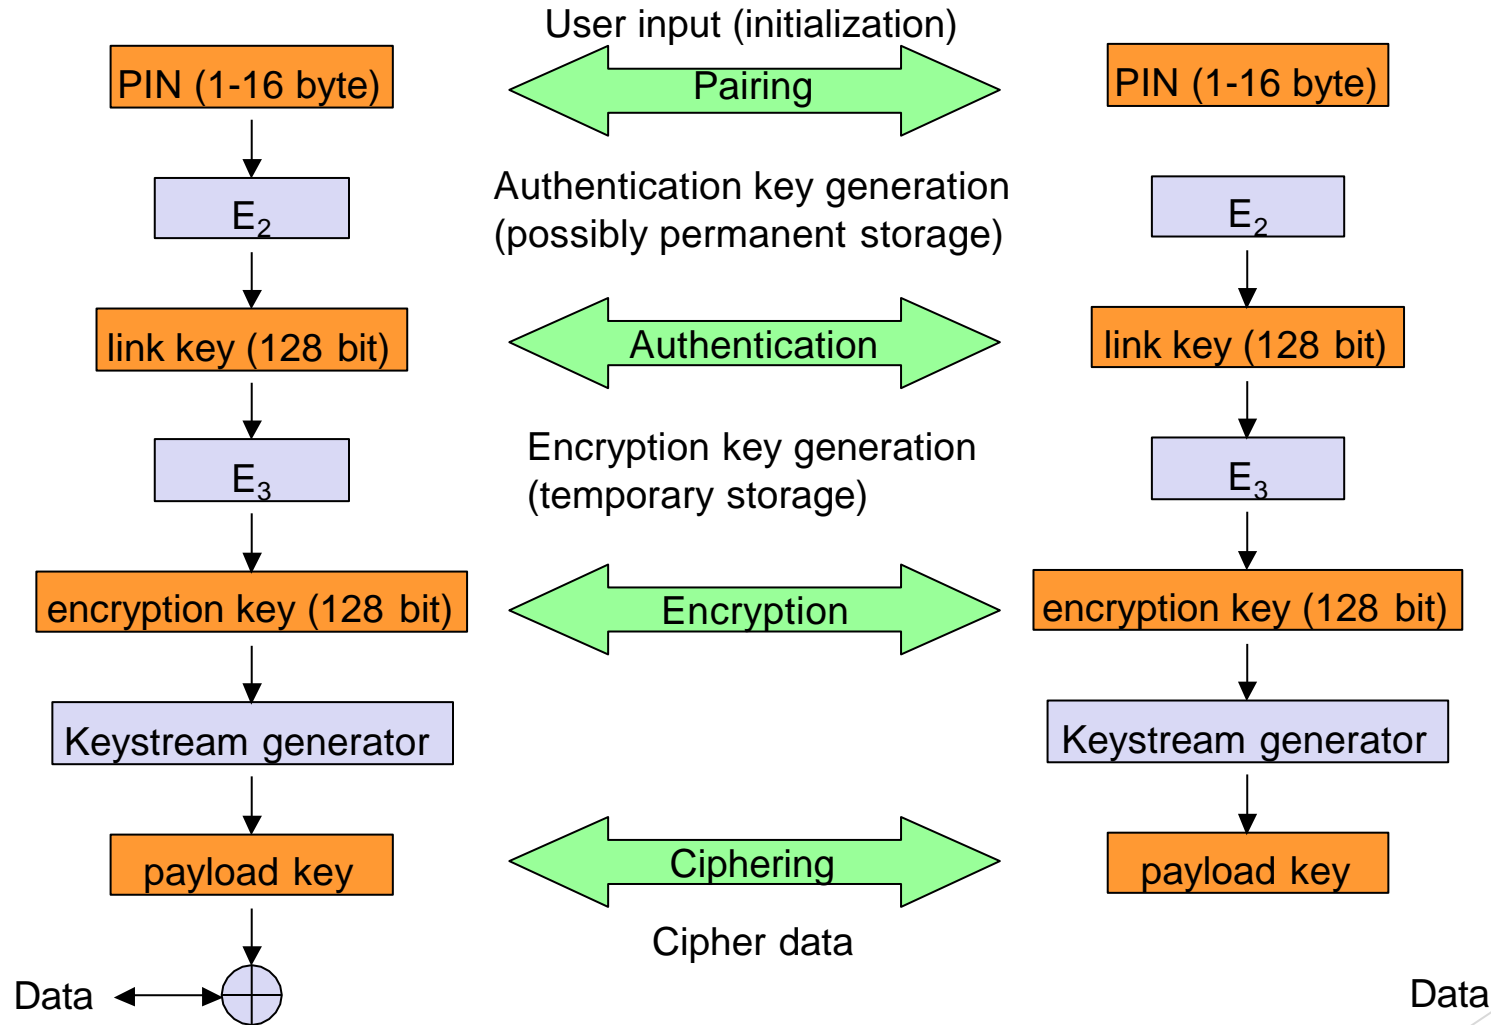 User input (initialization)
PIN (1-16 byte)
Pairing
PIN (1-16 byte)
E₂
Authentication key generation
(possibly permanent storage)
E₂
link key (128 bit)
Authentication
link key (128 bit)
E₃
Encryption key generation
(temporary storage)
E₃
encryption key (128 bit)
Encryption
encryption key (128 bit)
Keystream generator
Keystream generator
payload key
Ciphering
payload key
Cipher data
Data
Data